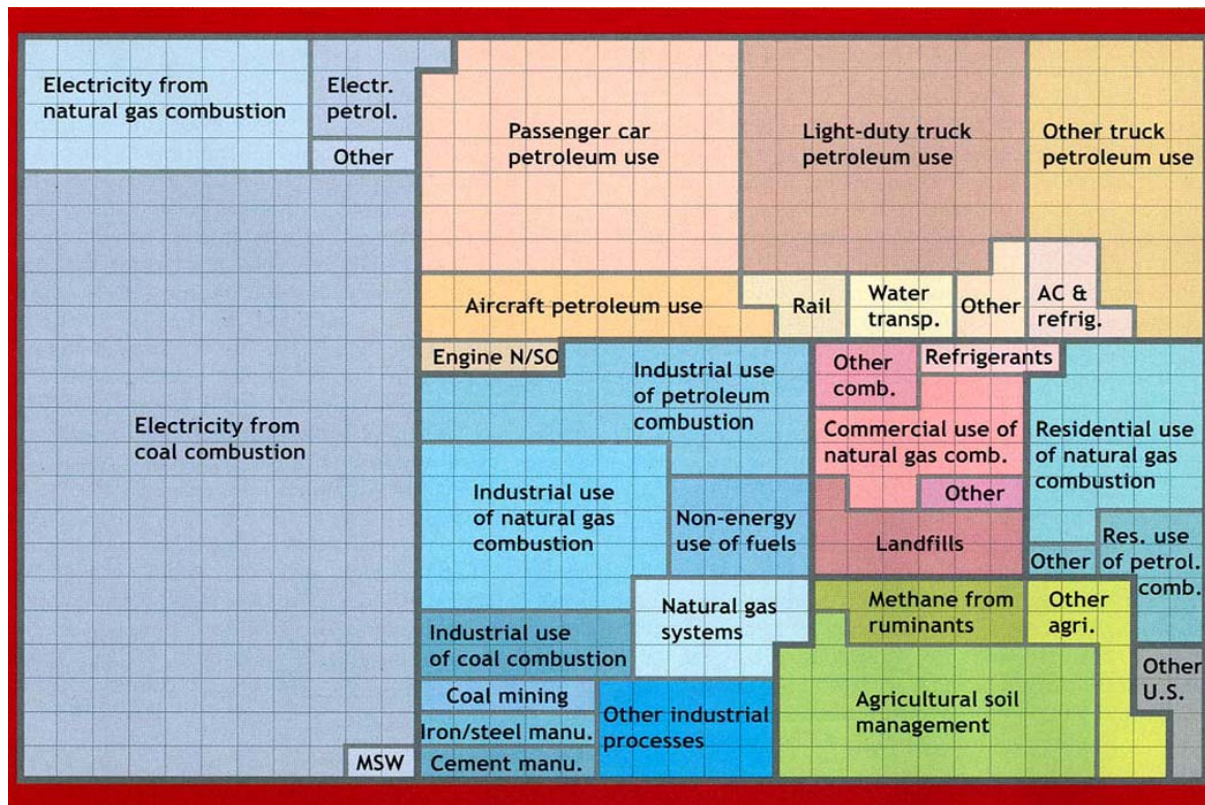 Electricity from
natural gas combustion
Electr.
petrol.
Other
Passenger car
petroleum use
Light-duty truck
petroleum use
Other truck
petroleum use
Aircraft petroleum use
Rail
Water
transp.
Other
AC &
refrig.
Electricity from
coal combustion
Engine N/SO
Industrial use
of petroleum
combustion
Other
comb.
Refrigerants
Commercial use of
natural gas comb.
Residential use
of natural gas
combustion
Industrial use
of natural gas
combustion
Non-energy
use of fuels
Other
Landfills
Other
Res. use
of petrol.
comb.
Natural gas
systems
Methane from
ruminants
Other
agri.
Industrial use
of coal combustion
Other
U.S.
Coal mining
Iron/steel manu.
Cement manu.
Other industrial
processes
Agricultural soil
management
MSW